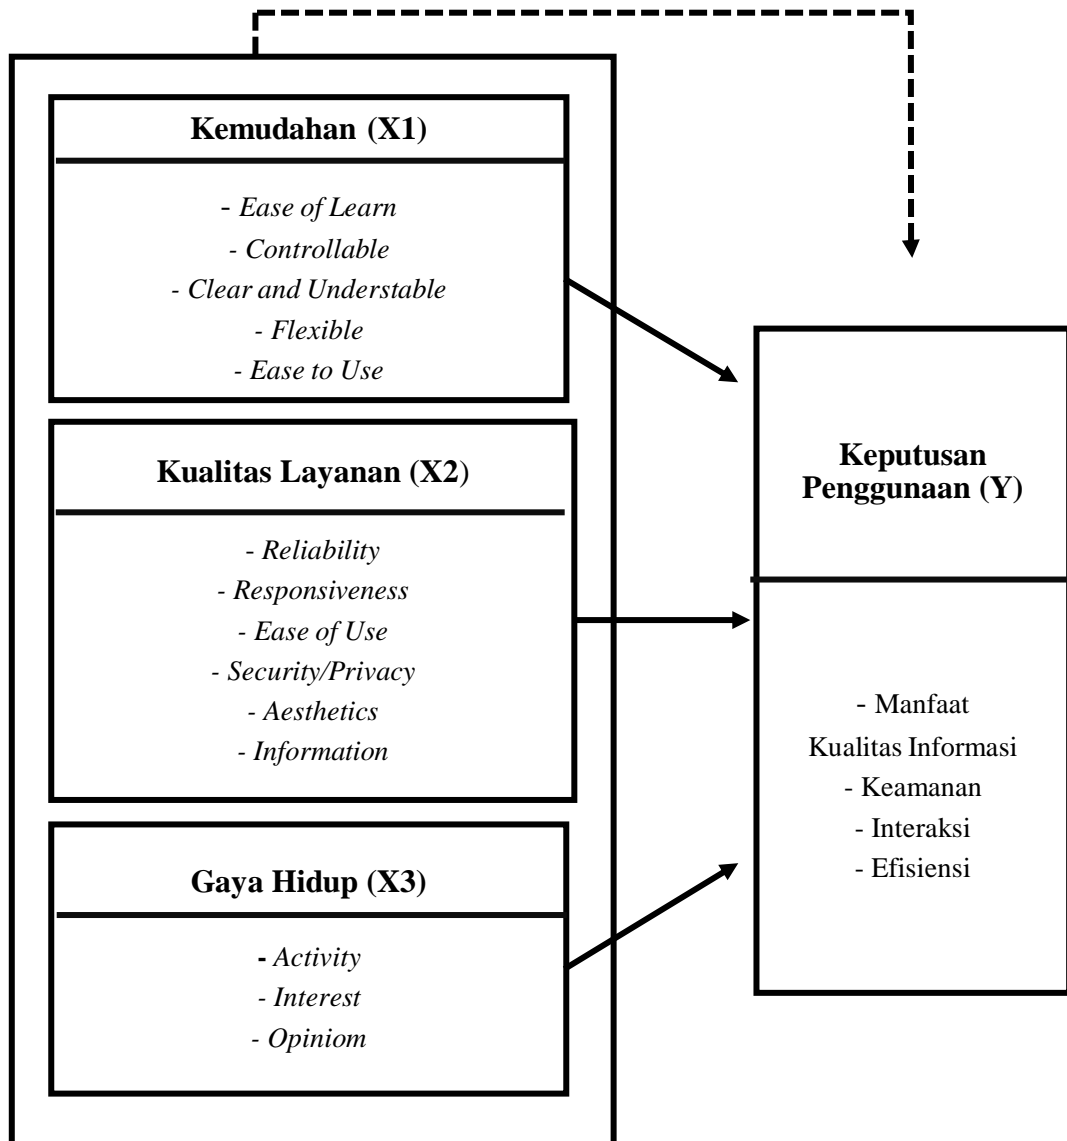 Kemudahan (X1)
- Ease of Learn
- Controllable
- Clear and Understable
- Flexible
- Ease to Use
Kualitas Layanan (X2)
- Reliability
- Responsiveness
- Ease of Use
- Security/Privacy
- Aesthetics
- Information
Gaya Hidup (X3)
- Activity
- Interest
- Opiniom
Keputusan
Penggunaan (Y)
- Manfaat
Kualitas Informasi
- Keamanan
- Interaksi
- Efisiensi